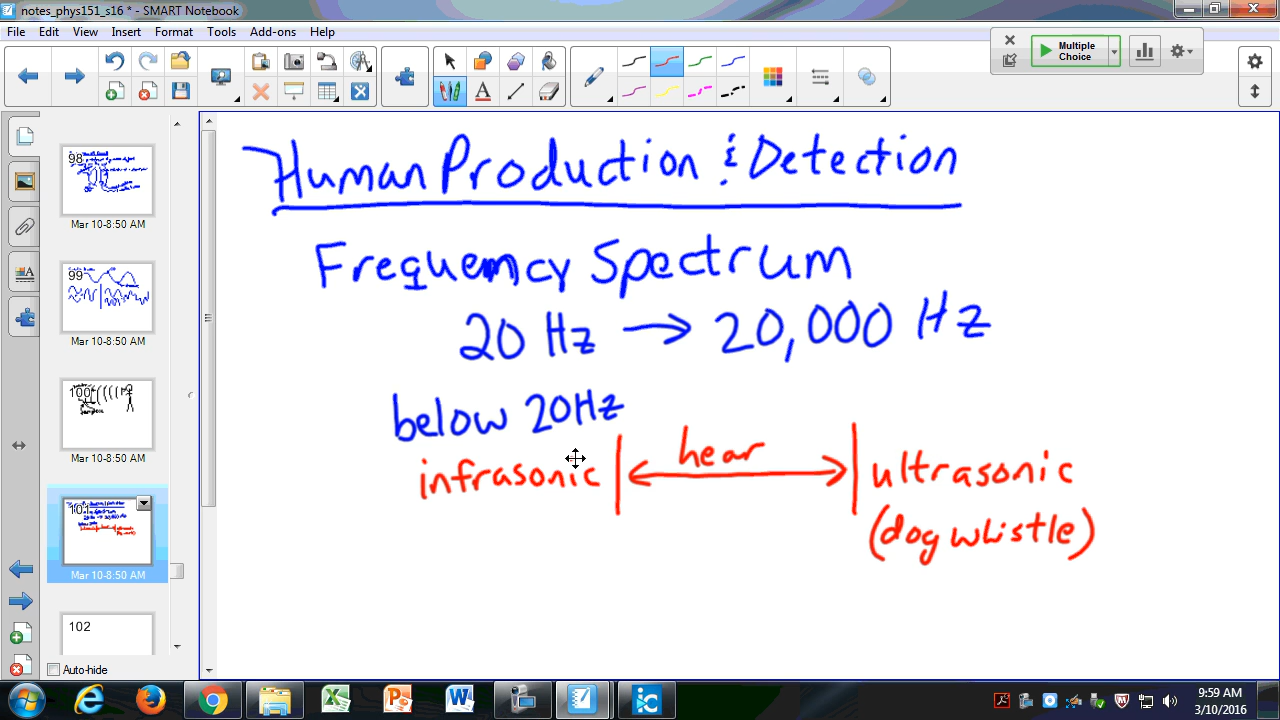 notes_phys151_s16 * - SMART Notebook
File Edit View Insert Format Tools Add-ons Help
Multiple
Choice
98
Mar 10-8:50 AM
99
Mar 10-8:50 AM
100
Mar 10-8:50 AM
101
Mar 10-8:50 AM
102
Auto-hide
Human Production & Detection
Frequency Spectrum
20 Hz → 20,000 Hz
below 20Hz
infrasonic hear ultrasonic
(dog whistle)
9:59 AM
3/10/2016